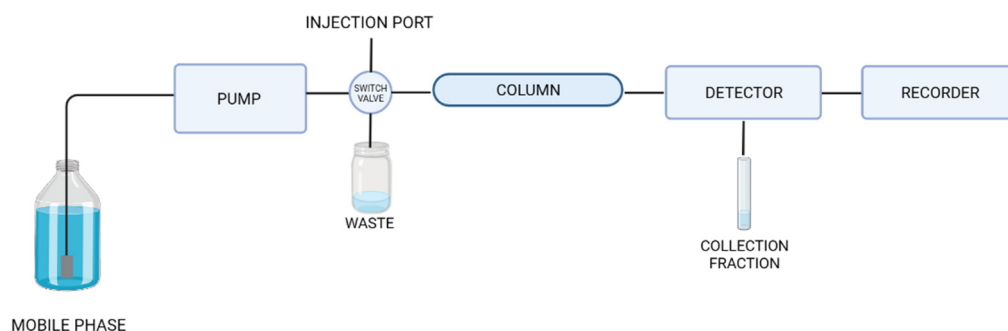 INJECTION PORT
PUMP
SWITCH
VALVE
COLUMN
DETECTOR
RECORDER
WASTE
COLLECTION
FRACTION
MOBILE PHASE